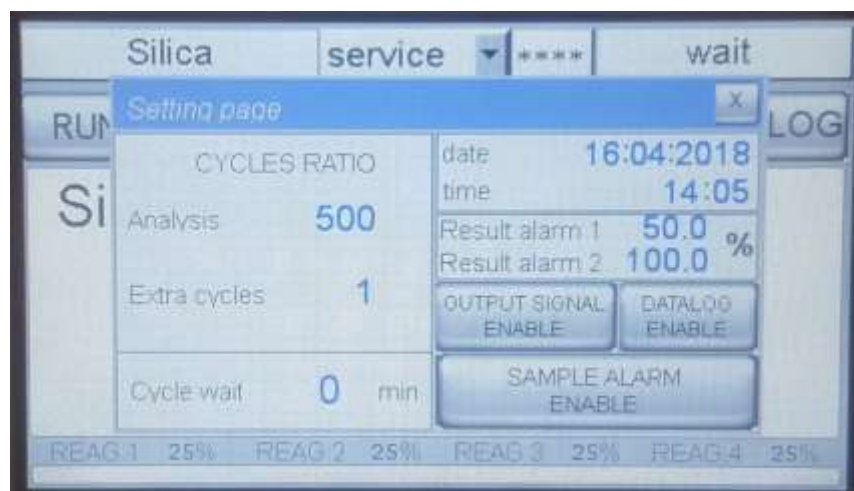 Silica service **** wait
Setting page X
RUN LOG
Si
CYCLES RATIO
Analysis 500
Extra cycles 1
Cycle wait 0 min
date 16:04:2018
time 14:05
Result alarm 1 50.0 %
Result alarm 2 100.0
OUTPUT SIGNAL
ENABLE
DATALOG
ENABLE
SAMPLE ALARM
ENABLE
REAG 1 25% REAG 2 25% REAG 3 25% REAG 4 25%